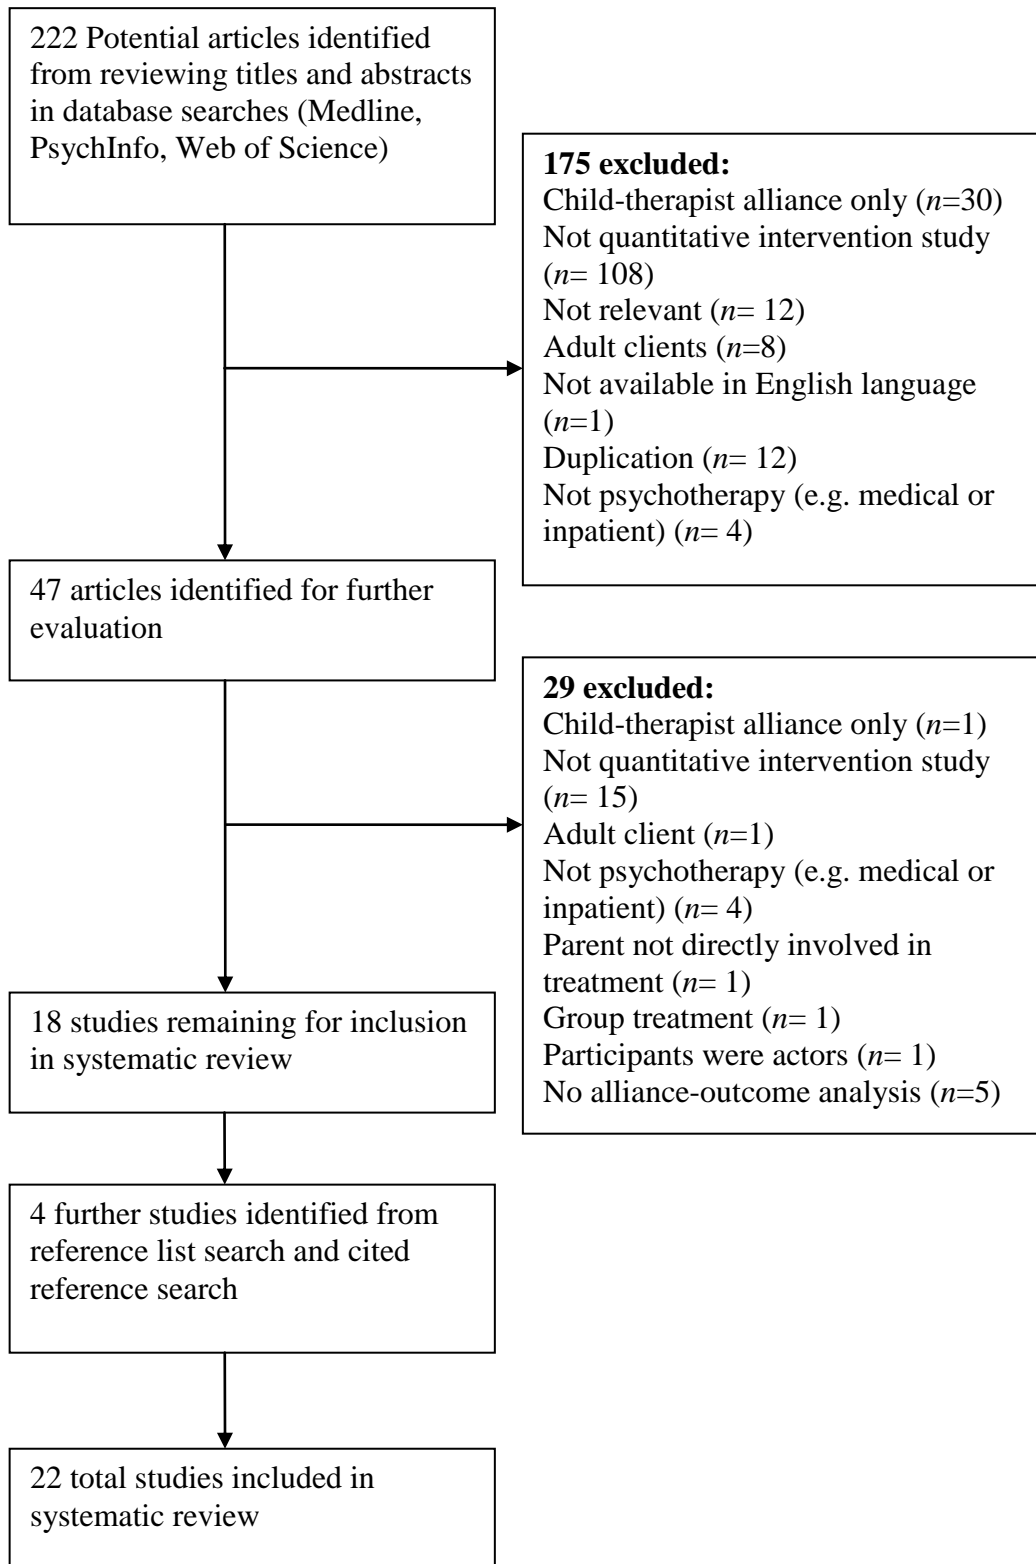 222 Potential articles identified
from reviewing titles and abstracts
in database searches (Medline,
PsychInfo, Web of Science)
175 excluded:
Child-therapist alliance only (n=30)
Not quantitative intervention study
(n= 108)
Not relevant (n= 12)
Adult clients (n=8)
Not available in English language
(n=1)
Duplication (n= 12)
Not psychotherapy (e.g. medical or
inpatient) (n= 4)
47 articles identified for further
evaluation
29 excluded:
Child-therapist alliance only (n=1)
Not quantitative intervention study
(n= 15)
Adult client (n=1)
Not psychotherapy (e.g. medical or
inpatient) (n= 4)
Parent not directly involved in
treatment (n= 1)
Group treatment (n= 1)
Participants were actors (n= 1)
No alliance-outcome analysis (n=5)
18 studies remaining for inclusion
in systematic review
4 further studies identified from
reference list search and cited
reference search
22 total studies included in
systematic review